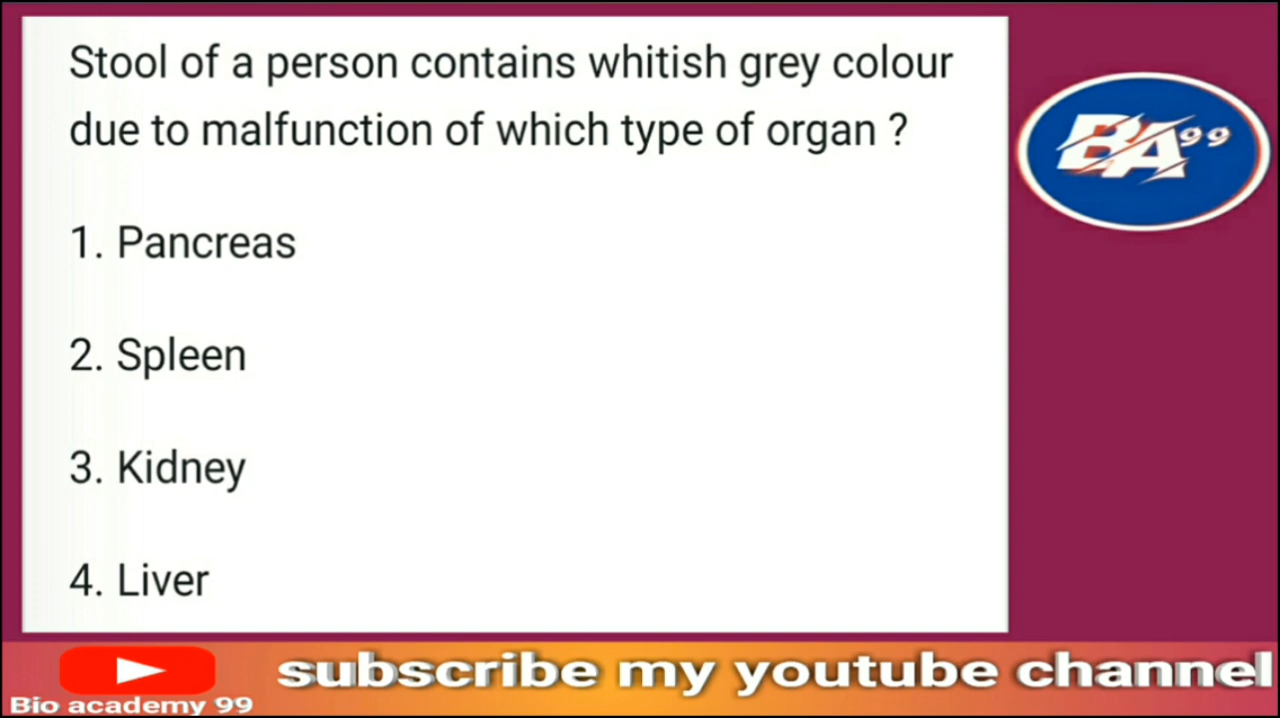 Stool of a person contains whitish grey colour
due to malfunction of which type of organ ?
BA99
1. Pancreas
2. Spleen
3. Kidney
4. Liver
subscribe my youtube channel
Bio academy 99